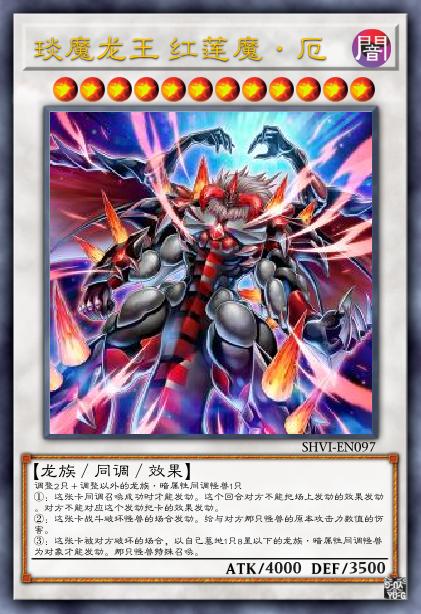 琰魔龙王 红莲魔・厄
闇
SHVI-EN097
【龙族／同调／效果】
调整2只＋调整以外的龙族・暗属性同调怪兽1只
①：这张卡同调召唤成功时才能发动。这个回合对方不能把场上发动的效果发动
。对方不能对应这个发动把卡的效果发动。
②：这张卡战斗破坏怪兽的场合发动。给与对方那只怪兽的原本攻击力数值的伤
害。
③：这张卡被对方破坏的场合，以自己墓地1只8星以下的龙族・暗属性同调怪兽
为对象才能发动。那只怪兽特殊召唤。
ATK/4000 DEF/3500